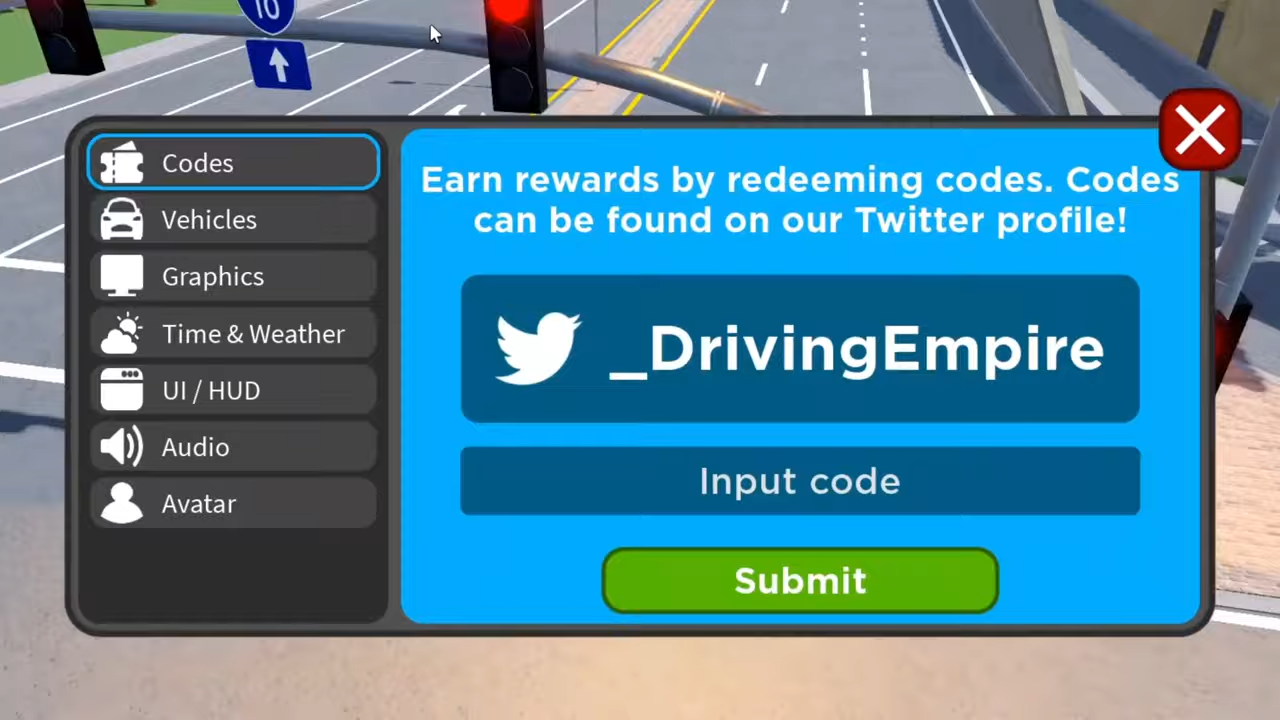 10
Codes
Vehicles
Graphics
Time & Weather
UI / HUD
Audio
Avatar
Earn rewards by redeeming codes. Codes
can be found on our Twitter profile!
_DrivingEmpire
Input code
Submit